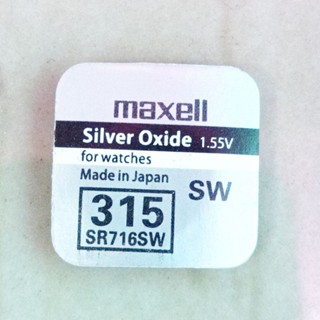 maxell
Silver Oxide 1.55V
for watches
Made in Japan
SW
315
SR716SW